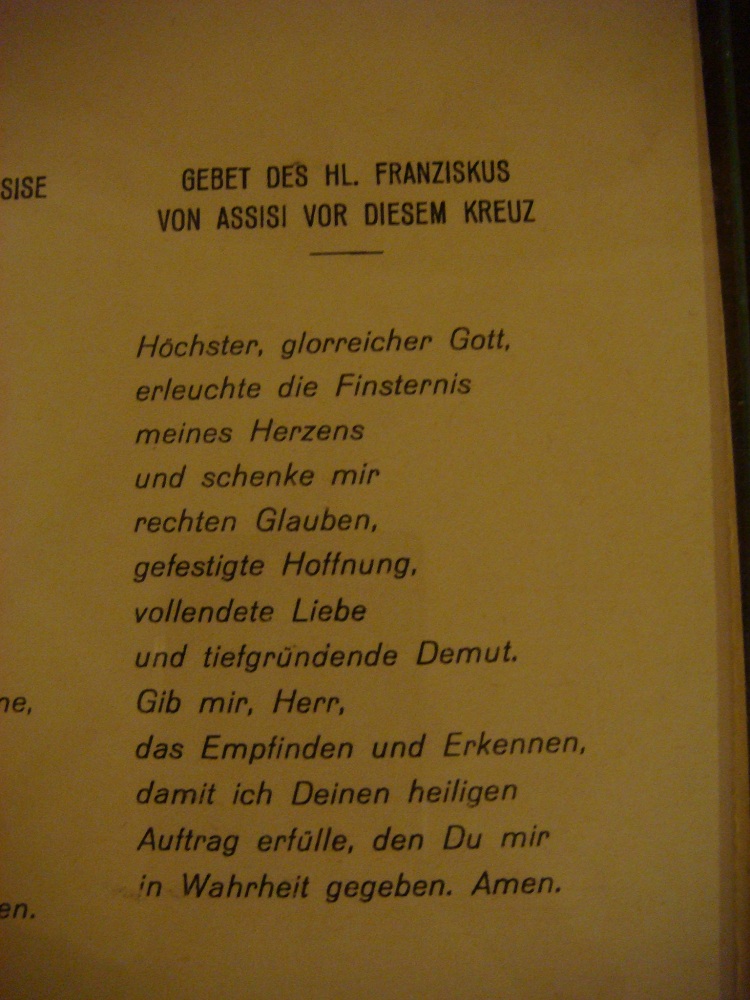 SISE
GEBET DES HL. FRANZISKUS
VON ASSISI VOR DIESEM KREUZ
Höchster, glorreicher Gott,
erleuchte die Finsternis
meines Herzens
und schenke mir
rechten Glauben,
gefestigte Hoffnung,
vollendete Liebe
und tiefgründende Demut.
ne,
Gib mir, Herr,
das Empfinden und Erkennen,
damit ich Deinen heiligen
Auftrag erfülle, den Du mir
in Wahrheit gegeben. Amen.
en.